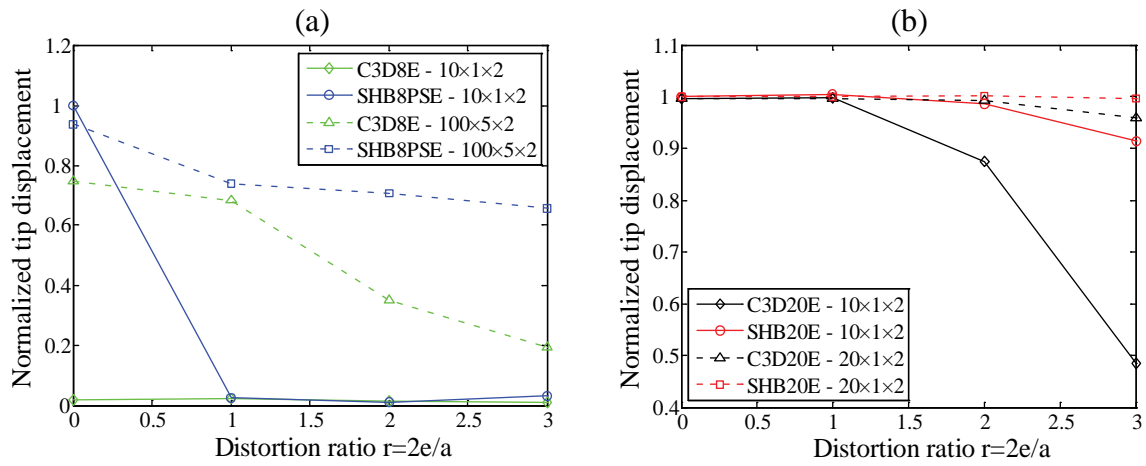 (a)
Normalized tip displacement
1.2
1
0.8
0.6
0.4
0.2
0
C3D8E - 10×1×2
SHB8PSE - 10×1×2
C3D8E - 100×5×2
SHB8PSE - 100×5×2
0 0.5 1 1.5 2 2.5 3
Distortion ratio r=2e/a
(b)
Normalized tip displacement
1.1
1
0.9
0.8
0.7
0.6
0.5
0.4
C3D20E - 10×1×2
SHB20E - 10×1×2
C3D20E - 20×1×2
SHB20E - 20×1×2
0 0.5 1 1.5 2 2.5 3
Distortion ratio r=2e/a